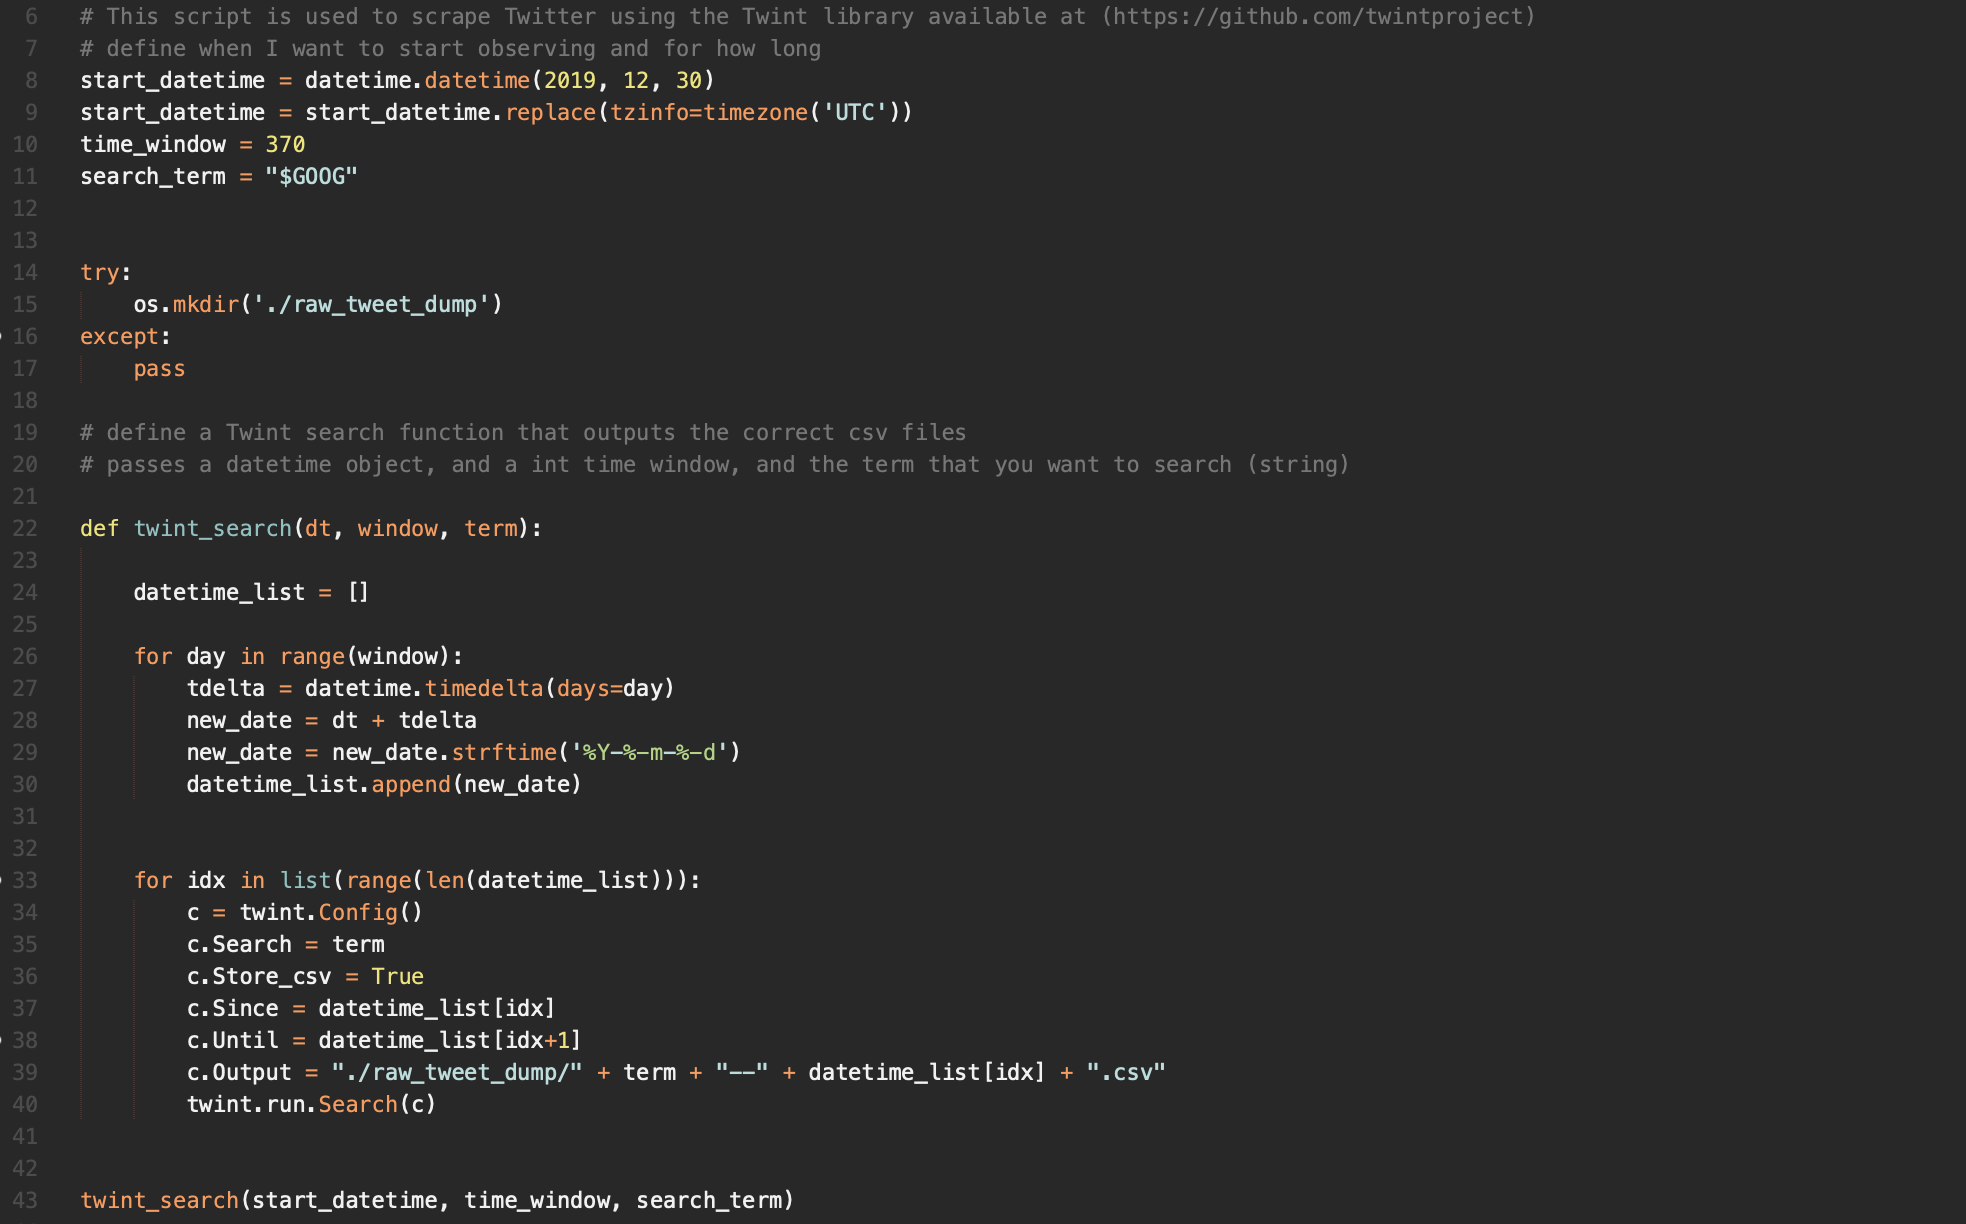 6 # This script is used to scrape Twitter using the Twint library available at (https://github.com/twintproject)
7 # define when I want to start observing and for how long
8 start_datetime = datetime.datetime(2019, 12, 30)
9 start_datetime = start_datetime.replace(tzinfo=timezone('UTC'))
10 time_window = 370
11 search_term = "$GOOG"
12
13
14 try:
15     os.mkdir('./raw_tweet_dump')
16 except:
17     pass
18
19 # define a Twint search function that outputs the correct csv files
20 # passes a datetime object, and a int time window, and the term that you want to search (string)
21
22 def twint_search(dt, window, term):
23
24     datetime_list = []
25
26     for day in range(window):
27         tdelta = datetime.timedelta(days=day)
28         new_date = dt + tdelta
29         new_date = new_date.strftime('%Y-%-m-%-d')
30         datetime_list.append(new_date)
31
32
33     for idx in list(range(len(datetime_list))):
34         c = twint.Config()
35         c.Search = term
36         c.Store_csv = True
37         c.Since = datetime_list[idx]
38         c.Until = datetime_list[idx+1]
39         c.Output = "./raw_tweet_dump/" + term + "--" + datetime_list[idx] + ".csv"
40         twint.run.Search(c)
41
42
43 twint_search(start_datetime, time_window, search_term)